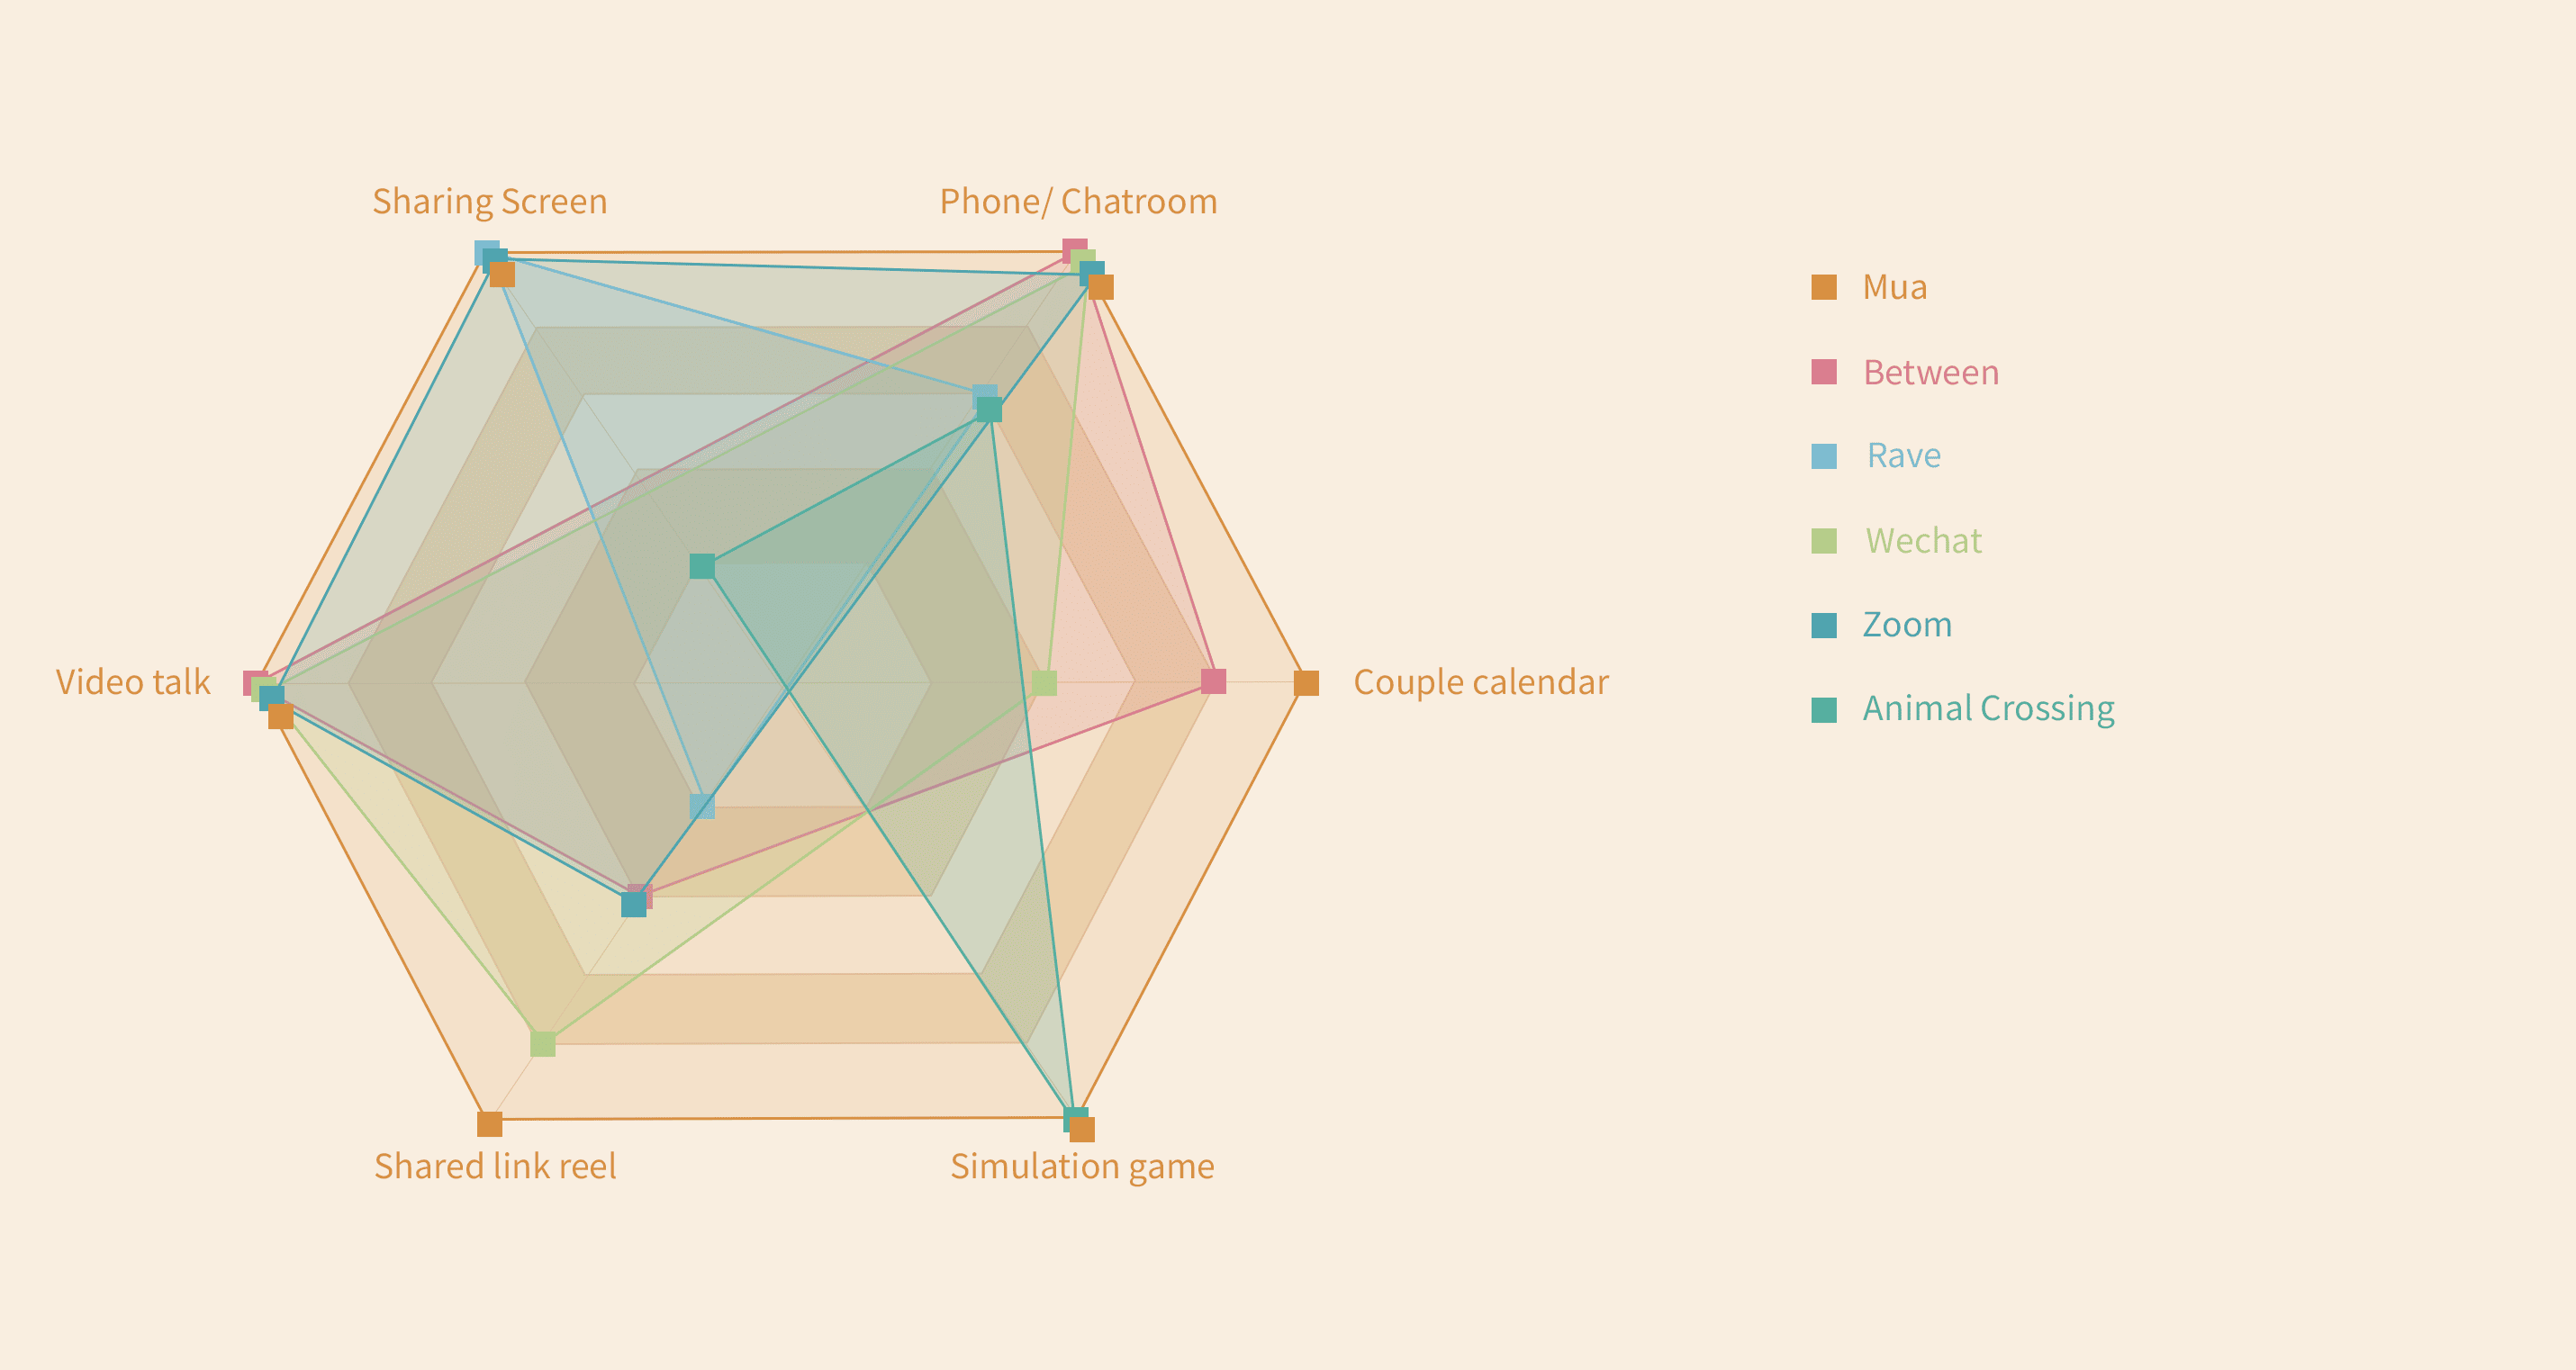 Sharing Screen
Phone/ Chatroom
Video talk
Couple calendar
Shared link reel
Simulation game
Mua
Between
Rave
Wechat
Zoom
Animal Crossing